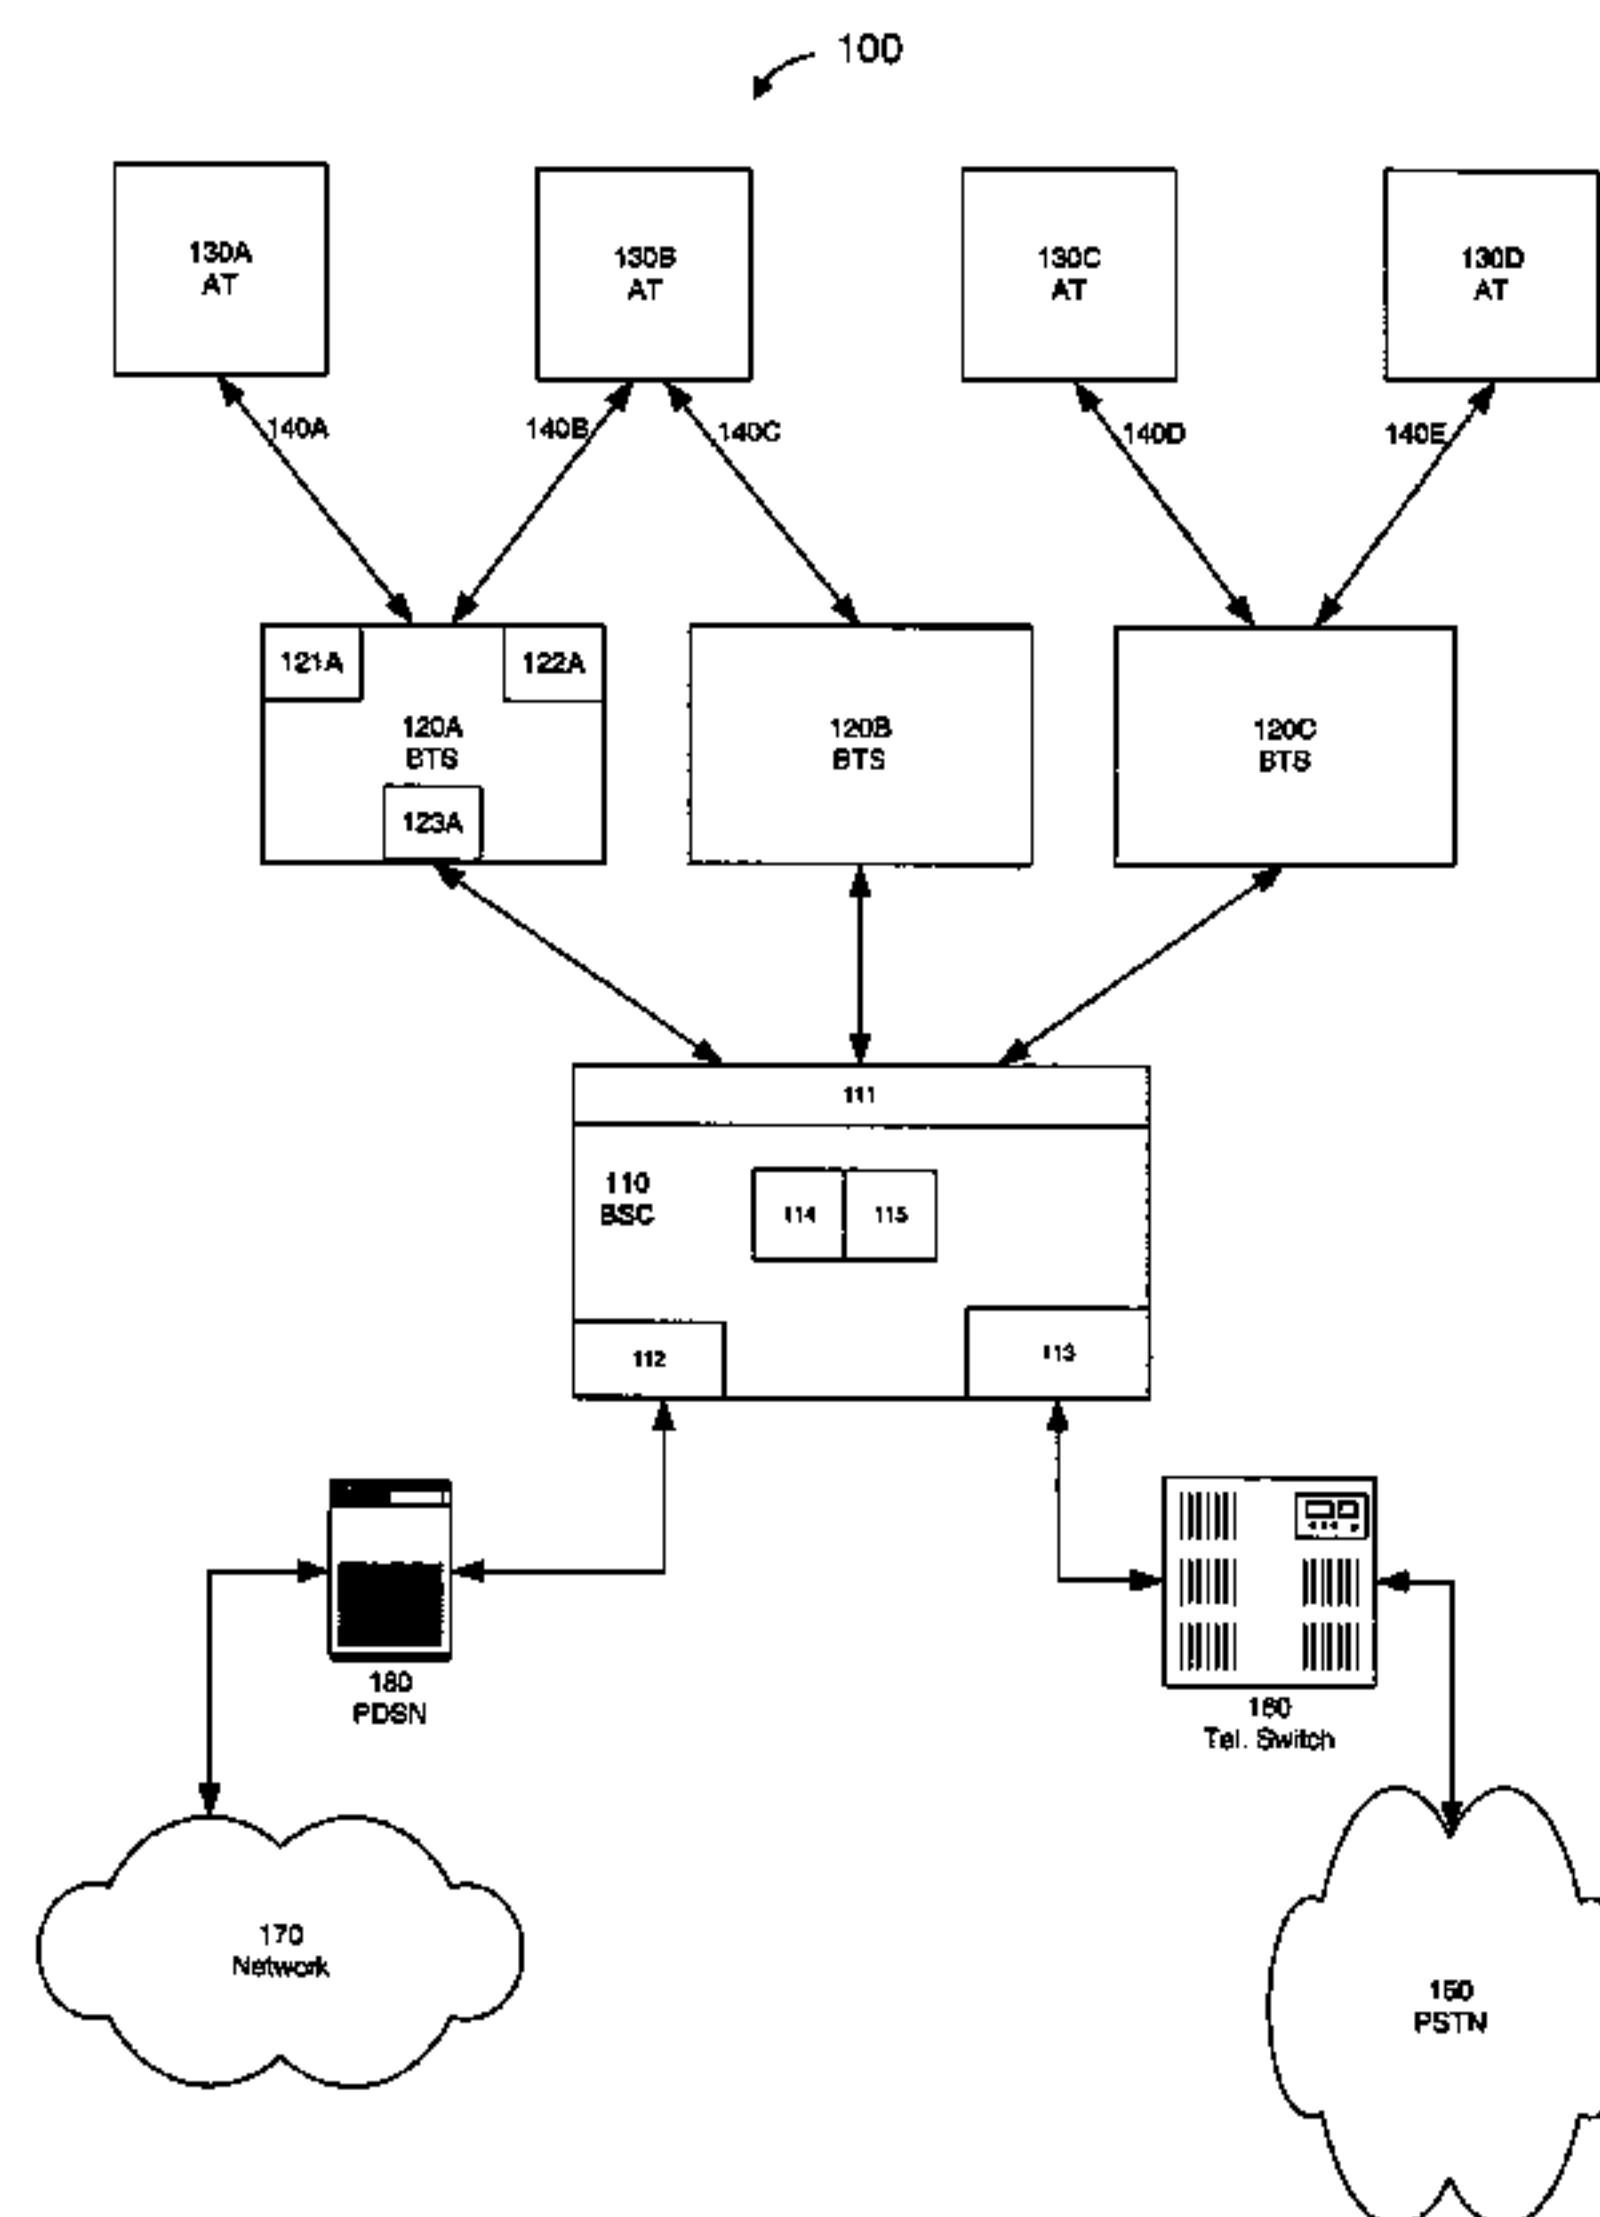 100
130A
AT
130B
AT
130C
AT
130D
AT
140A
140B
140C
140D
140E
121A
122A
120A
BTS
123A
120B
BTS
120C
BTS
111
110
BSC
114
115
112
113
180
PDSN
160
Tel. Switch
170
Network
150
PSTN